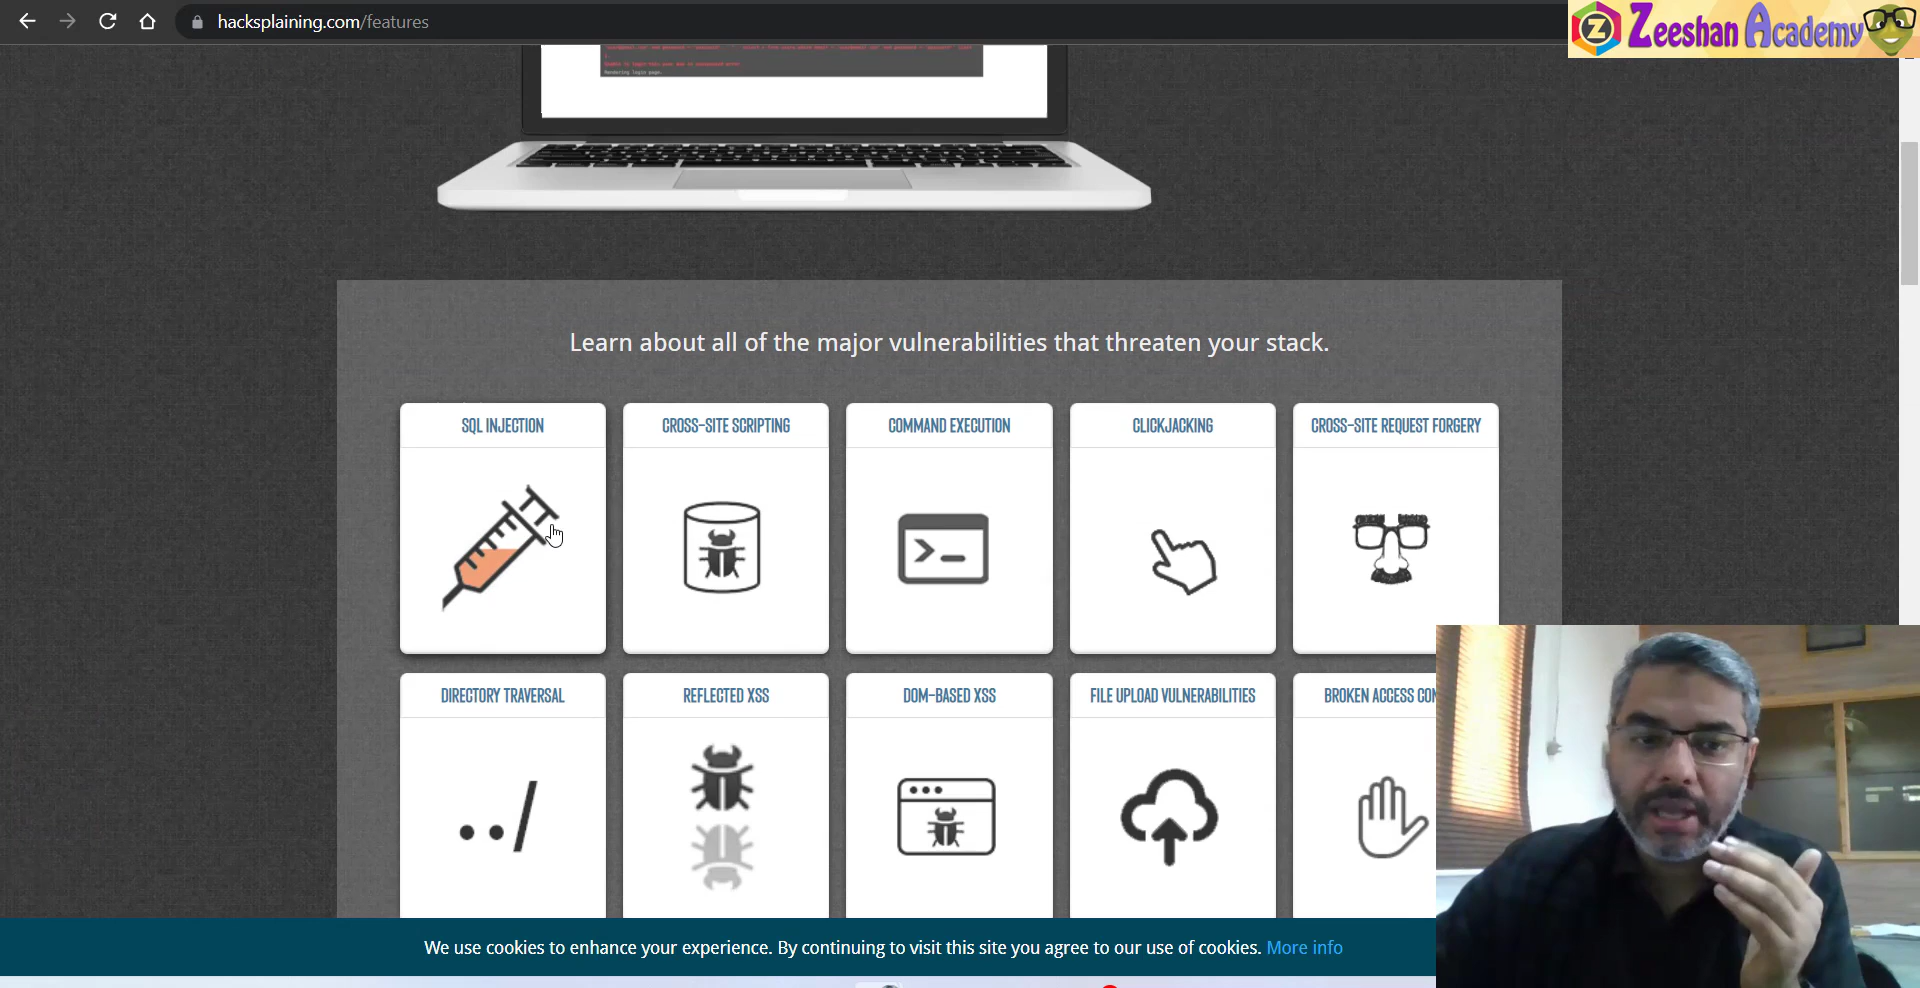 hacksplaining.com/features
Zeeshan Academy
Z
Rendering login page.
Learn about all of the major vulnerabilities that threaten your stack.
SQL INJECTION
CROSS-SITE SCRIPTING
COMMAND EXECUTION
CLICKJACKING
CROSS-SITE REQUEST FORGERY
>_
DIRECTORY TRAVERSAL
REFLECTED XSS
DOM-BASED XSS
FILE UPLOAD VULNERABILITIES
BROKEN ACCESS CON
../
We use cookies to enhance your experience. By continuing to visit this site you agree to our use of cookies. More info